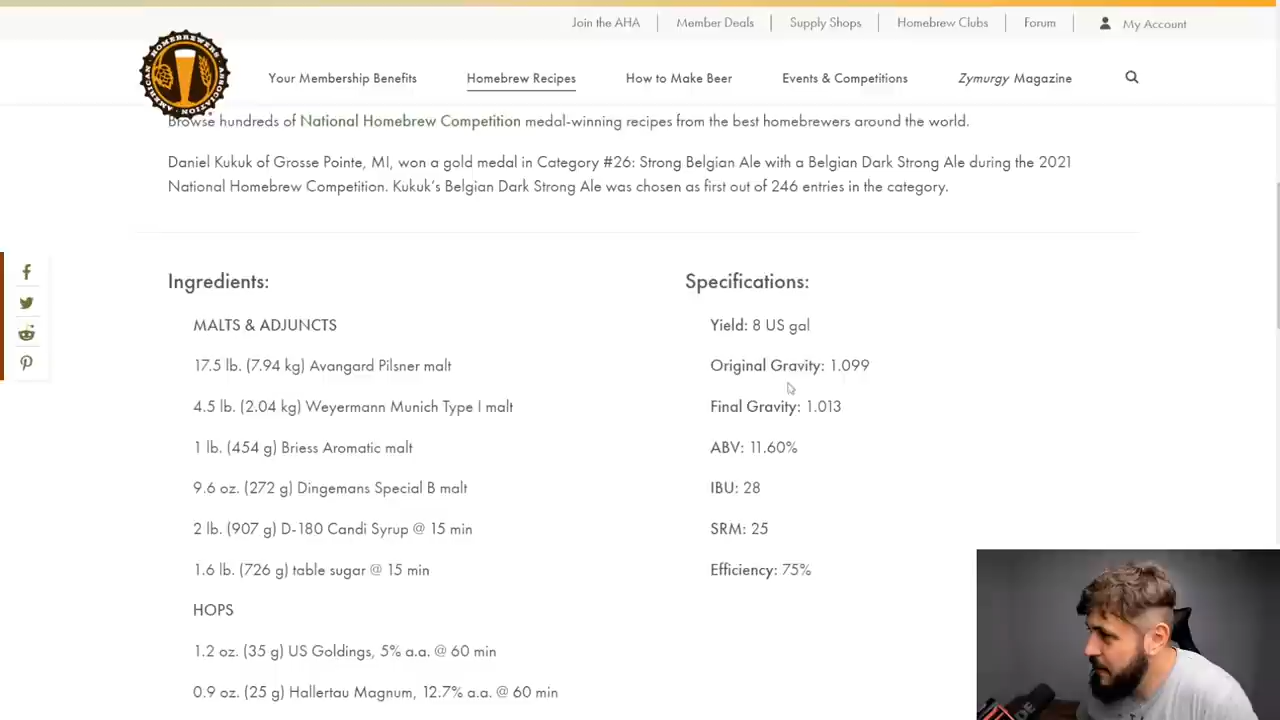 Join the AHA
Member Deals
Supply Shops
Homebrew Clubs
Forum
My Account
AMERICAN HOMEBREWERS ASSOCIATION
Your Membership Benefits
Homebrew Recipes
How to Make Beer
Events & Competitions
Zymurgy Magazine
Browse hundreds of National Homebrew Competition medal-winning recipes from the best homebrewers around the world.
Daniel Kukuk of Grosse Pointe, MI, won a gold medal in Category #26: Strong Belgian Ale with a Belgian Dark Strong Ale during the 2021
National Homebrew Competition. Kukuk’s Belgian Dark Strong Ale was chosen as first out of 246 entries in the category.
Ingredients:
MALTS & ADJUNCTS
17.5 lb. (7.94 kg) Avangard Pilsner malt
4.5 lb. (2.04 kg) Weyermann Munich Type I malt
1 lb. (454 g) Briess Aromatic malt
9.6 oz. (272 g) Dingemans Special B malt
2 lb. (907 g) D-180 Candi Syrup @ 15 min
1.6 lb. (726 g) table sugar @ 15 min
HOPS
1.2 oz. (35 g) US Goldings, 5% a.a. @ 60 min
0.9 oz. (25 g) Hallertau Magnum, 12.7% a.a. @ 60 min
Specifications:
Yield: 8 US gal
Original Gravity: 1.099
Final Gravity: 1.013
ABV: 11.60%
IBU: 28
SRM: 25
Efficiency: 75%